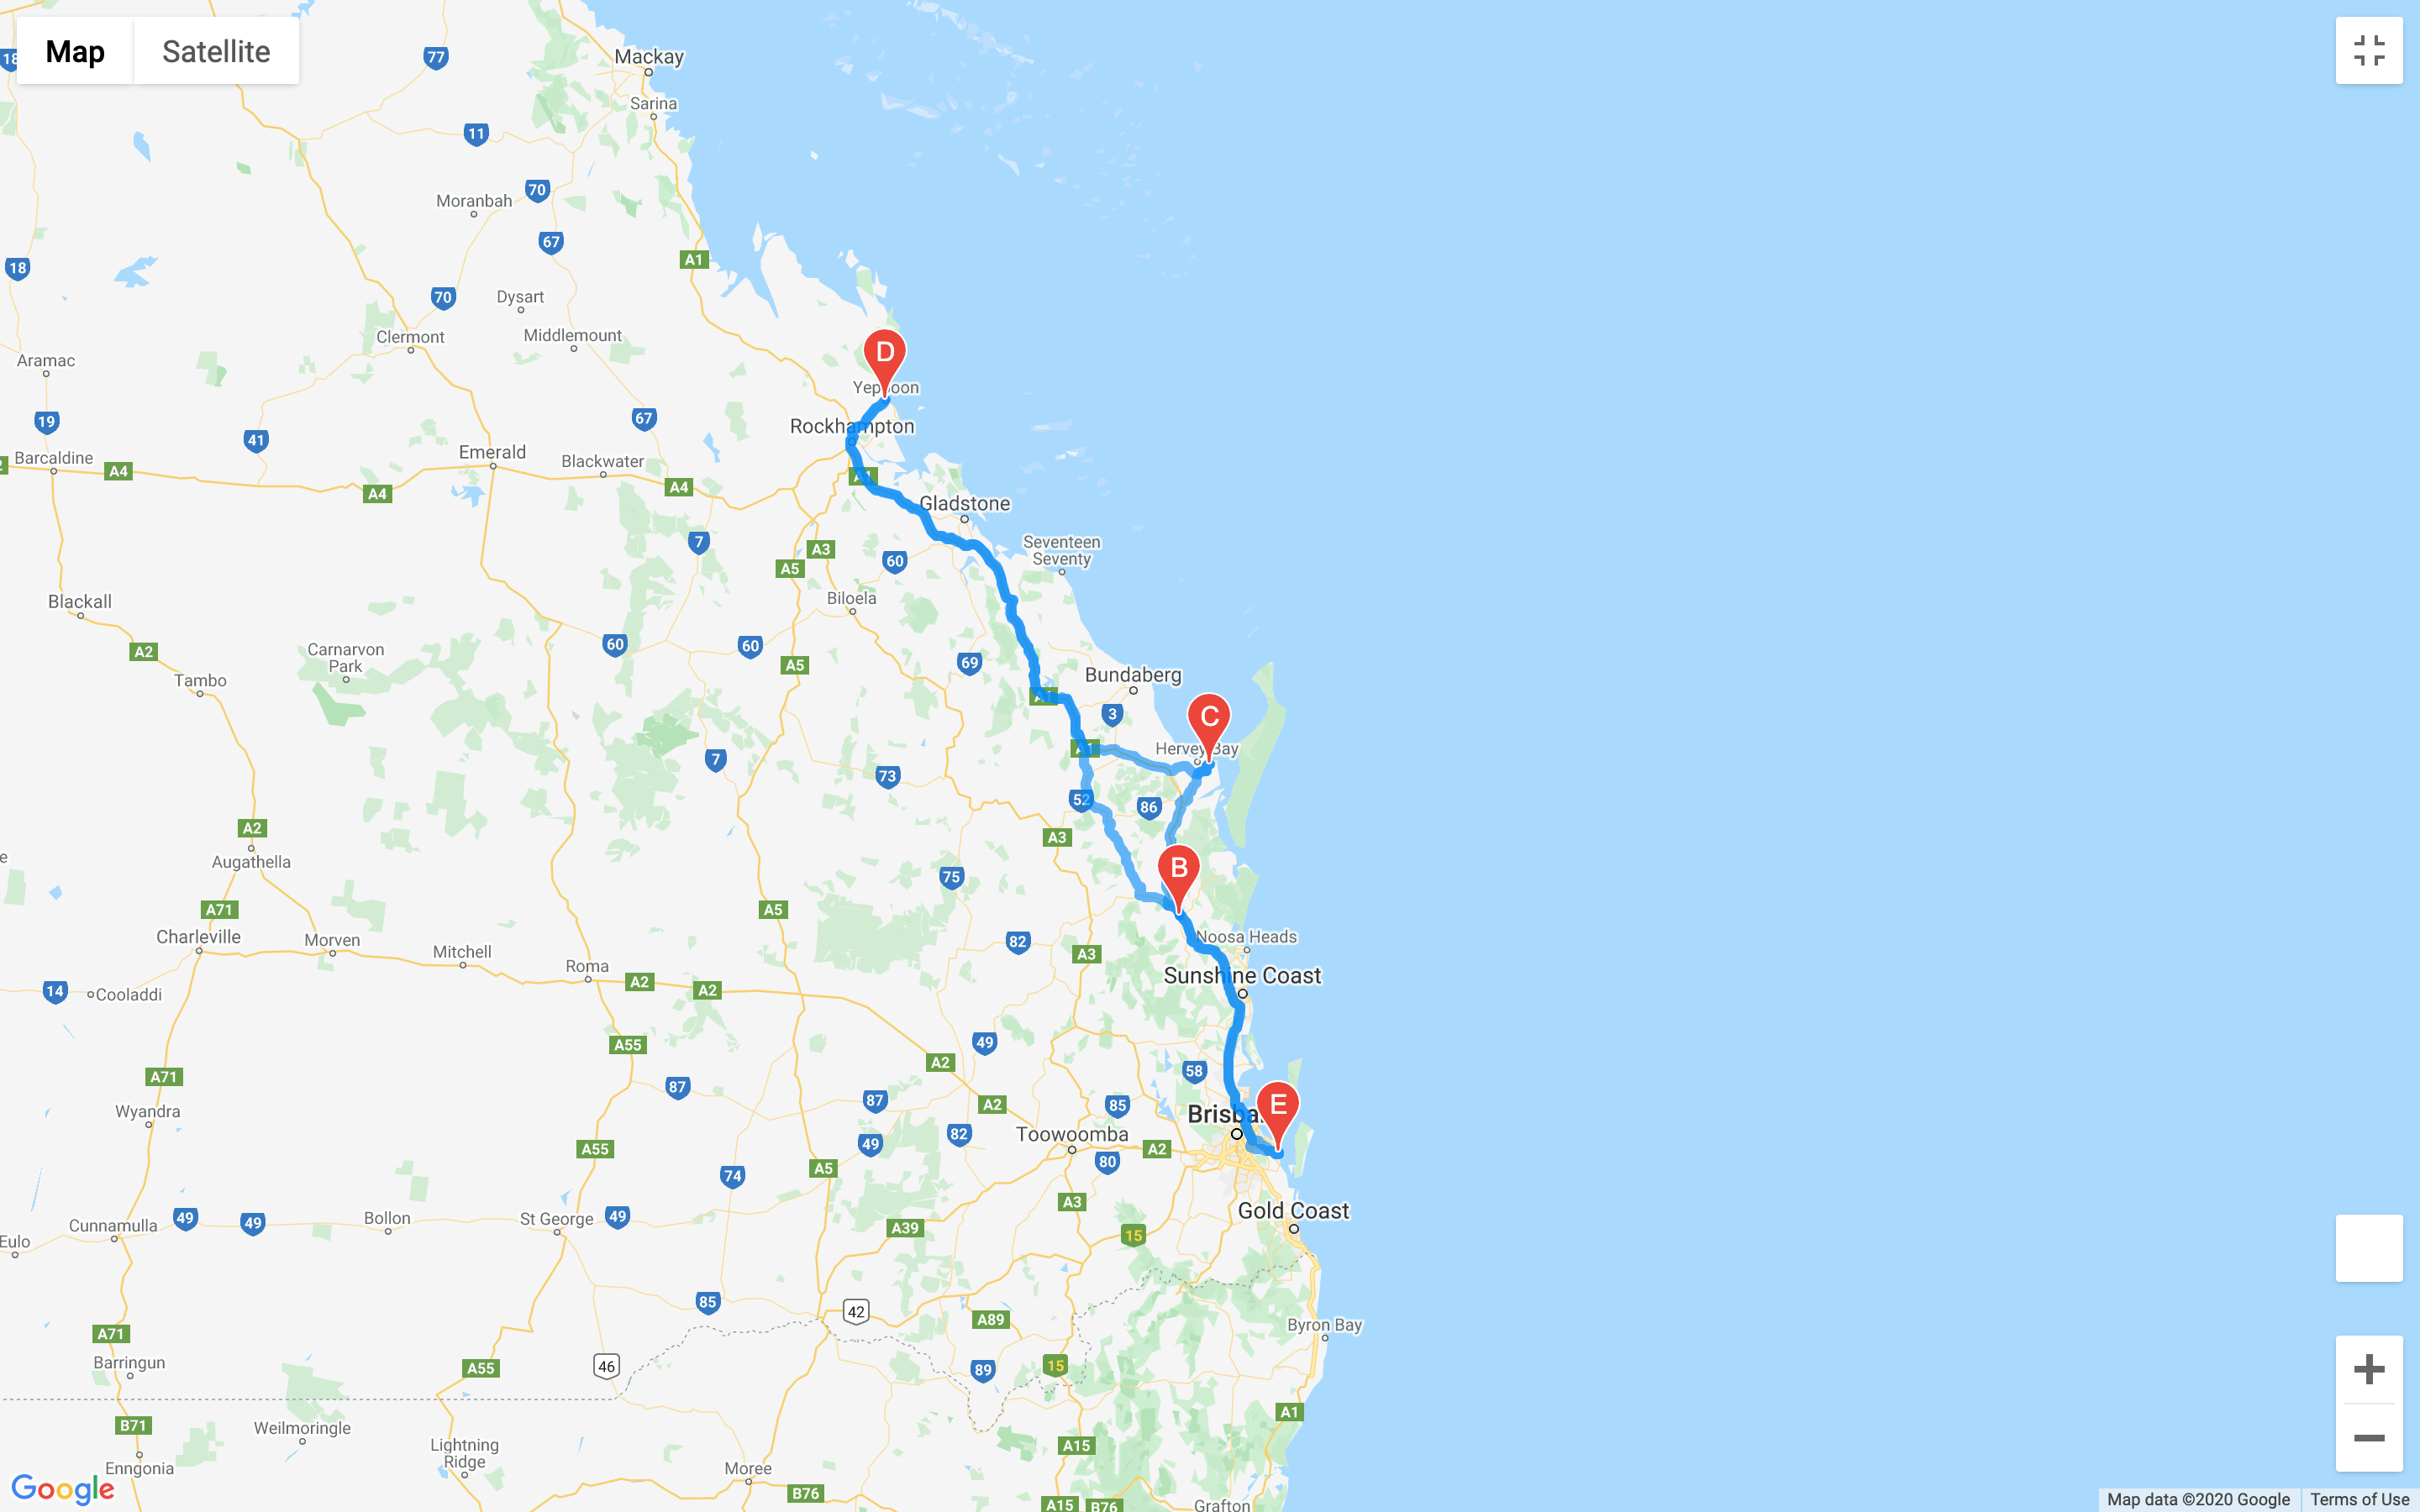 Map
Satellite
77
Mackay
18
Sarina
11
70
Moranbah
67
A1
18
70
Dysart
Middlemount
Clermont
D
Aramac
Yeppoon
19
67
Rockhampton
41
Emerald
Barcaldine
A4
Blackwater
A4
A4
A1
Gladstone
7
Seventeen
Seventy
A3
A5
60
Biloela
Blackall
60
60
A2
Carnarvon
Park
A5
69
Tambo
Bundaberg
A1
3
C
Hervey Bay
A1
7
73
52
86
A2
A3
Augathella
B
75
A71
A5
Charleville
Morven
Mitchell
82
Noosa Heads
A3
Roma
A2
A2
Sunshine Coast
14
Cooladdi
A55
49
A2
58
A71
87
87
A2
85
E
Wyandra
Brisba
Toowoomba
A55
49
82
A2
80
A5
74
A3
Cunnamulla
49
49
Bollon
St George
49
A39
Gold Coast
15
Eulo
85
42
A89
Byron Bay
A71
Barringun
A55
46
89
15
B71
Weilmoringle
A1
Lightning
Ridge
A15
Enngonia
Moree
B76
A15
B76
Grafton
Google
Map data ©2020 Google
Terms of Use